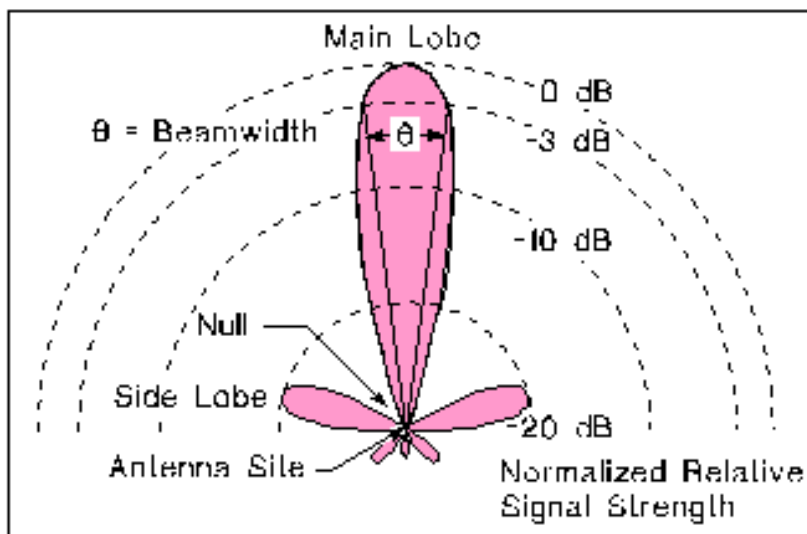 Main Lobe
0 dB
θ = Beamwidth
θ
-3 dB
-10 dB
Null
Side Lobe
-20 dB
Antenna Site
Normalized Relative
Signal Strength